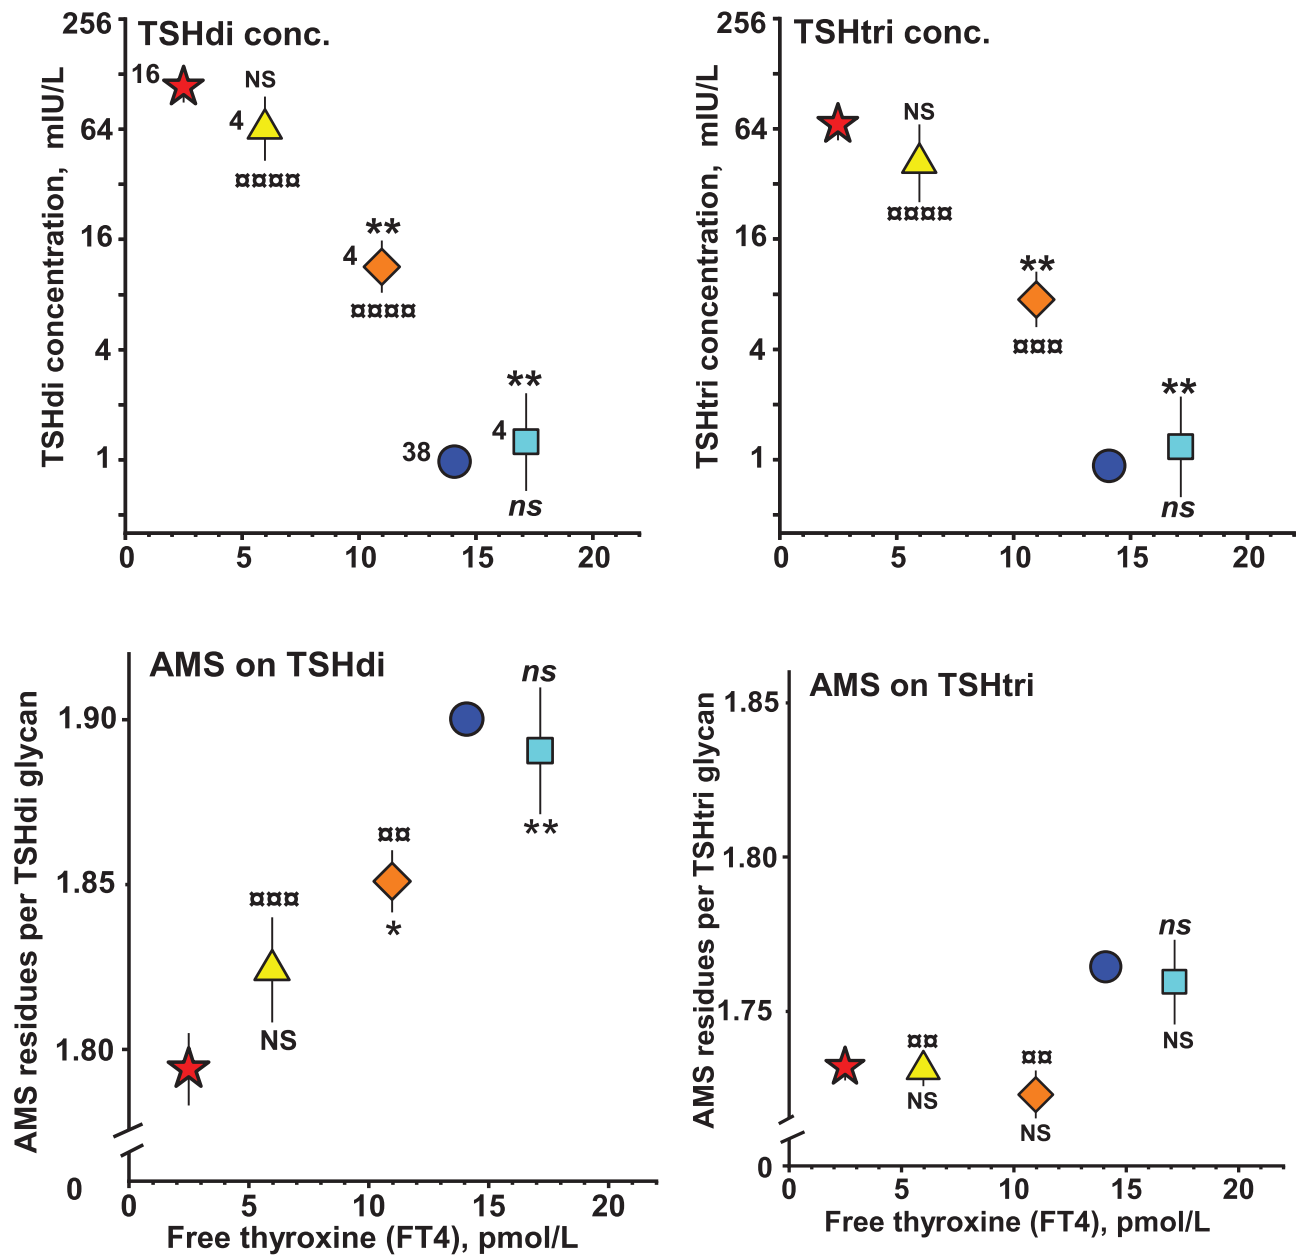 TSHdi conc.
TSHdi concentration, mIU/L
256
64
16
4
1
16
NS
4
¤¤¤¤
**
4
¤¤¤¤
**
38
4
ns
0 5 10 15 20
TSHtri conc.
TSHtri concentration, mIU/L
256
64
16
4
1
NS
¤¤¤¤
**
¤¤¤
**
ns
0 5 10 15 20
AMS on TSHdi
AMS residues per TSHdi glycan
1.90
1.85
1.80
0
ns
**
¤¤
*
¤¤¤
NS
0 5 10 15 20
Free thyroxine (FT4), pmol/L
AMS on TSHtri
AMS residues per TSHtri glycan
1.85
1.80
1.75
0
ns
NS
¤¤
NS
¤¤
NS
0 5 10 15 20
Free thyroxine (FT4), pmol/L